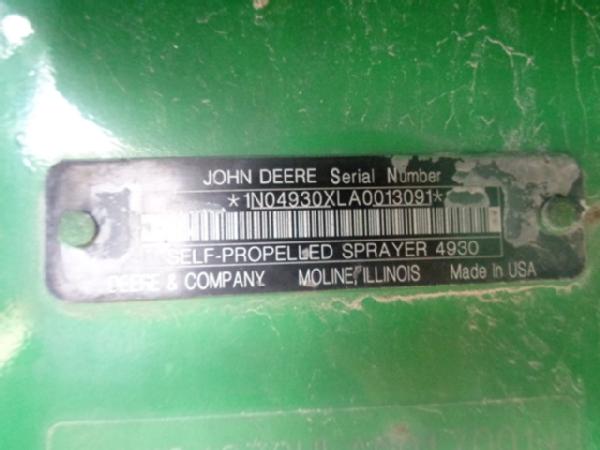 JOHN DEERE Serial Number
*1N04930XLA0013091*
SELF-PROPELLED SPRAYER 4930
DEERE & COMPANY MOLINE, ILLINOIS Made in USA